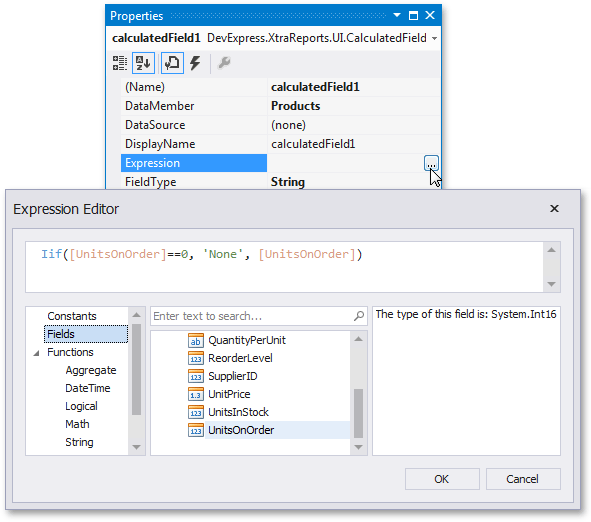 Properties
calculatedField1 DevExpress.XtraReports.UI.CalculatedField
(Name) calculatedField1
DataMember Products
DataSource (none)
DisplayName calculatedField1
Expression ...
FieldType String
Expression Editor
Iif([UnitsOnOrder]==0, 'None', [UnitsOnOrder])
Constants
Fields
Functions
Aggregate
DateTime
Logical
Math
String
Enter text to search...
ab QuantityPerUnit
123 ReorderLevel
123 SupplierID
1.3 UnitPrice
123 UnitsInStock
123 UnitsOnOrder
The type of this field is: System.Int16
OK Cancel